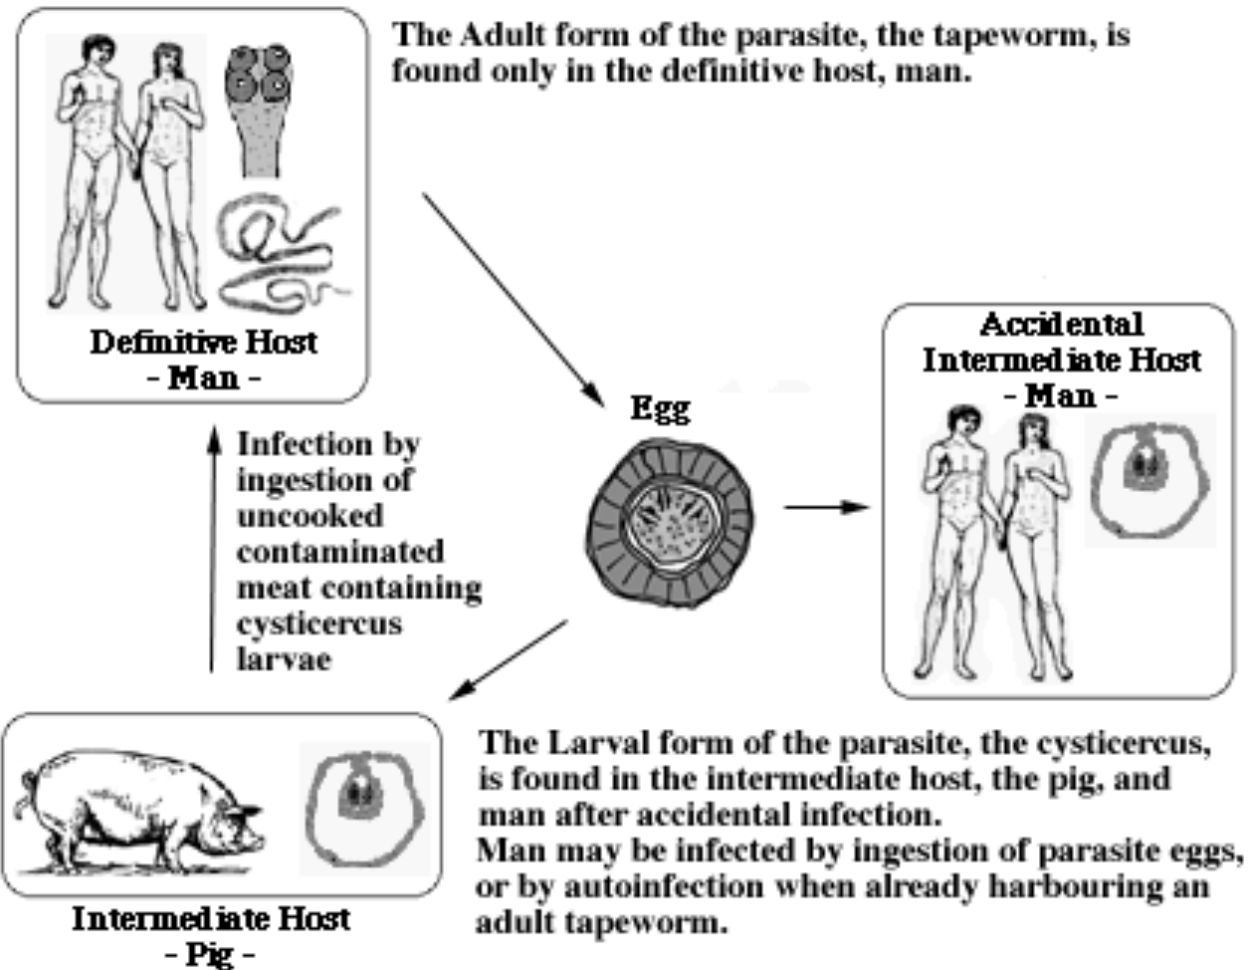 The Adult form of the parasite, the tapeworm, is
found only in the definitive host, man.
Definitive Host
- Man -
Egg
Accidental
Intermediate Host
- Man -
Infection by
ingestion of
uncooked
contaminated
meat containing
cysticercus
larvae
The Larval form of the parasite, the cysticercus,
is found in the intermediate host, the pig, and
man after accidental infection.
Man may be infected by ingestion of parasite eggs,
or by autoinfection when already harbouring an
adult tapeworm.
Intermediate Host
- Pig -